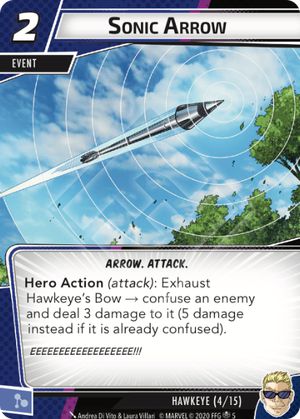 2
SONIC ARROW
EVENT
ARROW. ATTACK.
Hero Action (attack): Exhaust
Hawkeye's Bow → confuse an enemy
and deal 3 damage to it (5 damage
instead if it is already confused).
EEEEEEEEEEEEEEEEEE!!!
HAWKEYE (4/15)
Andrea Di Vito & Laura Villari © MARVEL © 2020 FFG 5